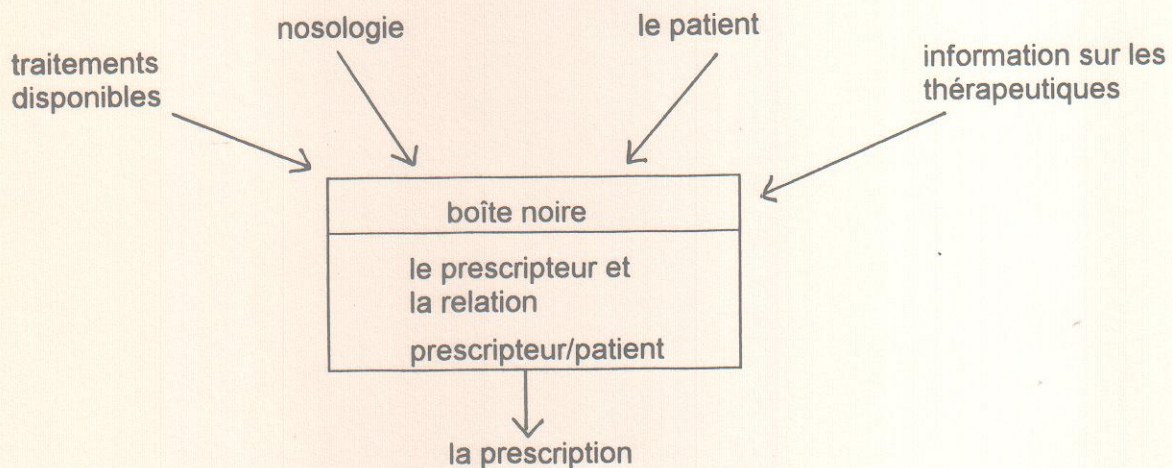 nosologie
le patient
traitements
disponibles
information sur les
thérapeutiques
boîte noire
le prescripteur et
la relation
prescripteur/patient
la prescription